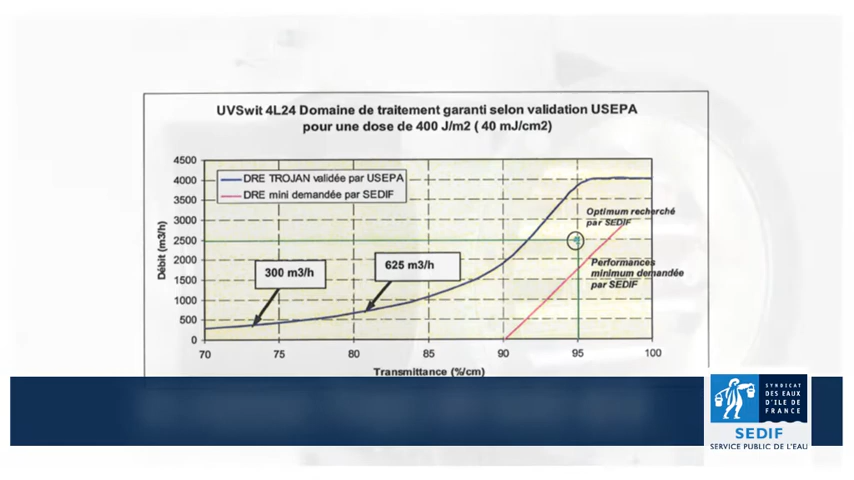 UVSwit 4L24 Domaine de traitement garanti selon validation USEPA
pour une dose de 400 J/m2 ( 40 mJ/cm2)
4500
4000
3500
3000
2500
2000
1500
1000
500
0
Débit (m3/h)
DRE TROJAN validée par USEPA
DRE mini demandée par SEDIF
Optimum recherché
par SEDIF
Performances
minimum demandée
par SEDIF
300 m3/h
625 m3/h
70 75 80 85 90 95 100
Transmittance (%/cm)
SYNDICAT
DES EAUX
D'ILE DE
FRANCE
SEDIF
SERVICE PUBLIC DE L'EAU